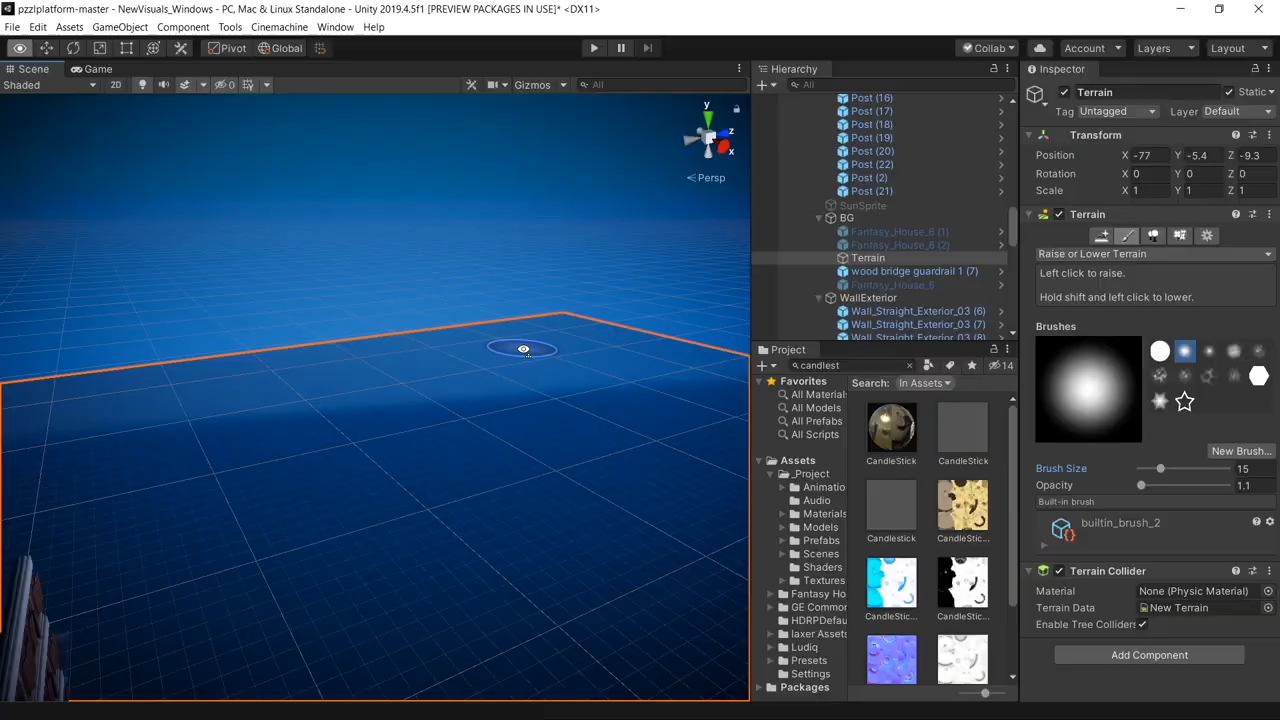 pzzlplatform-master - NewVisuals_Windows - PC, Mac & Linux Standalone - Unity 2019.4.5f1 [PREVIEW PACKAGES IN USE]* <DX11>
File Edit Assets GameObject Component Tools Cinemachine Window Help
Pivot Global Collab Account Layers Layout
Scene Game
Shaded 2D 0 Gizmos All
y
z
x
Persp
Hierarchy
All
Post (16)
Post (17)
Post (18)
Post (19)
Post (20)
Post (22)
Post (2)
Post (21)
SunSprite
BG
Fantasy_House_6 (1)
Fantasy_House_6 (2)
Terrain
wood bridge guardrail 1 (7)
Fantasy_House_6
WallExterior
Wall_Straight_Exterior_03 (6)
Wall_Straight_Exterior_03 (7)
Wall_Straight_Exterior_03 (8)
Project
candlest 14
Favorites
All Material
All Models
All Prefabs
All Scripts
Assets
_Project
Animatio
Audio
Materials
Models
Prefabs
Scenes
Shaders
Textures
Fantasy Ho
GE Common
HDRPDefau
laxer Assets
Ludiq
Presets
Settings
Packages
Search: In Assets
CandleStick CandleStick
Candlestick CandleStic...
CandleStic... CandleStic...
Inspector
Terrain Static
Tag Untagged Layer Default
Transform
Position X -77 Y -5.4 Z -9.3
Rotation X 0 Y 0 Z 0
Scale X 1 Y 1 Z 1
Terrain
Raise or Lower Terrain
Left click to raise.
Hold shift and left click to lower.
Brushes
New Brush...
Brush Size 15
Opacity 1.1
Built-in brush
builtin_brush_2
Terrain Collider
Material None (Physic Material)
Terrain Data New Terrain
Enable Tree Colliders
Add Component